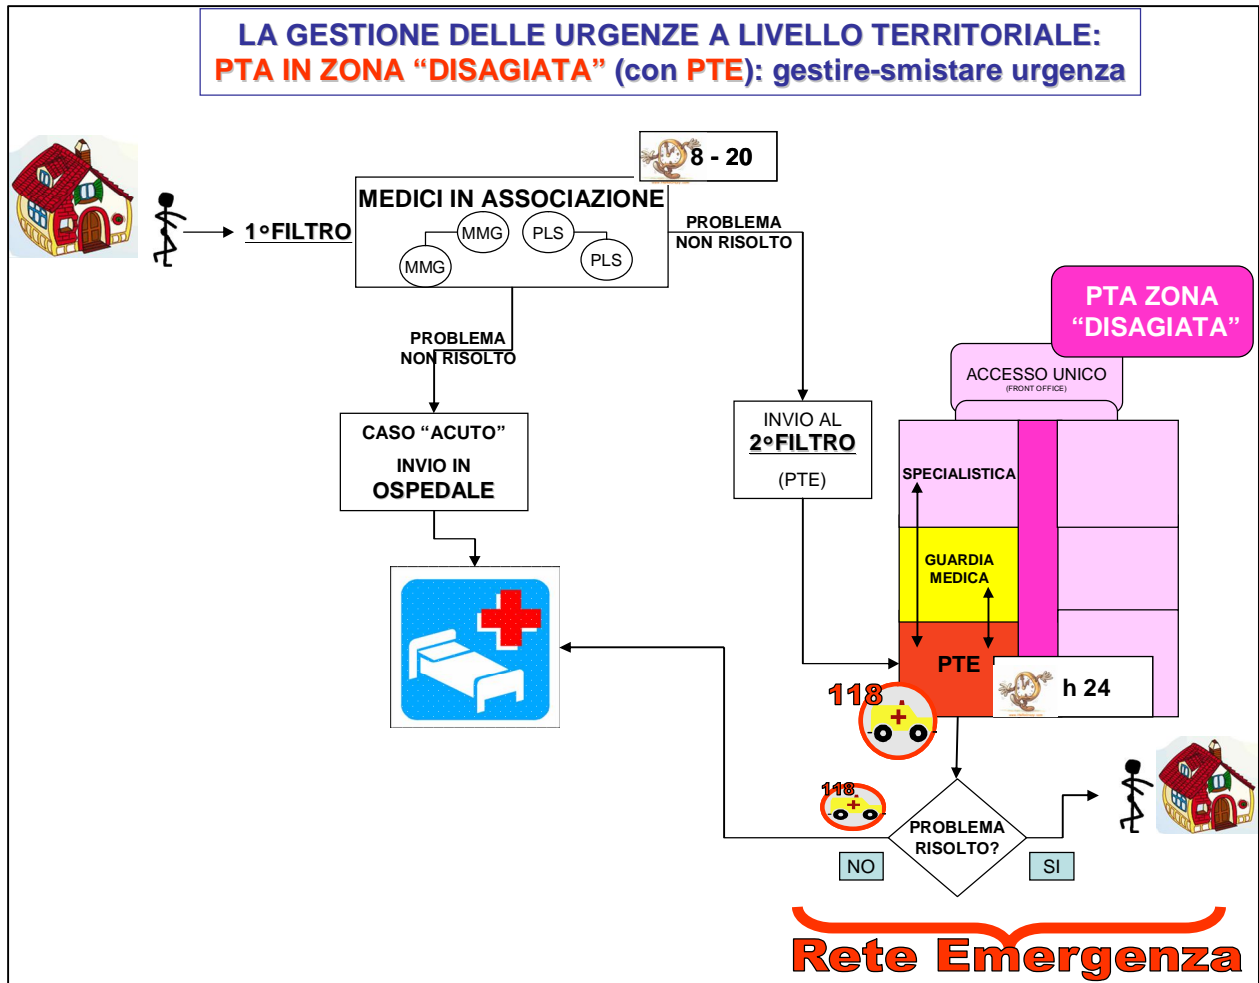 LA GESTIONE DELLE URGENZE A LIVELLO TERRITORIALE:
PTA IN ZONA “DISAGIATA” (con PTE): gestire-smistare urgenza
8 - 20
MEDICI IN ASSOCIAZIONE
1°FILTRO
MMG
PLS
MMG
PLS
PROBLEMA
NON RISOLTO
PROBLEMA
NON RISOLTO
PTA ZONA
“DISAGIATA”
ACCESSO UNICO
(FRONT OFFICE)
CASO “ACUTO”
INVIO IN
OSPEDALE
INVIO AL
2°FILTRO
(PTE)
SPECIALISTICA
GUARDIA
MEDICA
PTE
h 24
118
118
PROBLEMA
RISOLTO?
NO
SI
Rete Emergenza